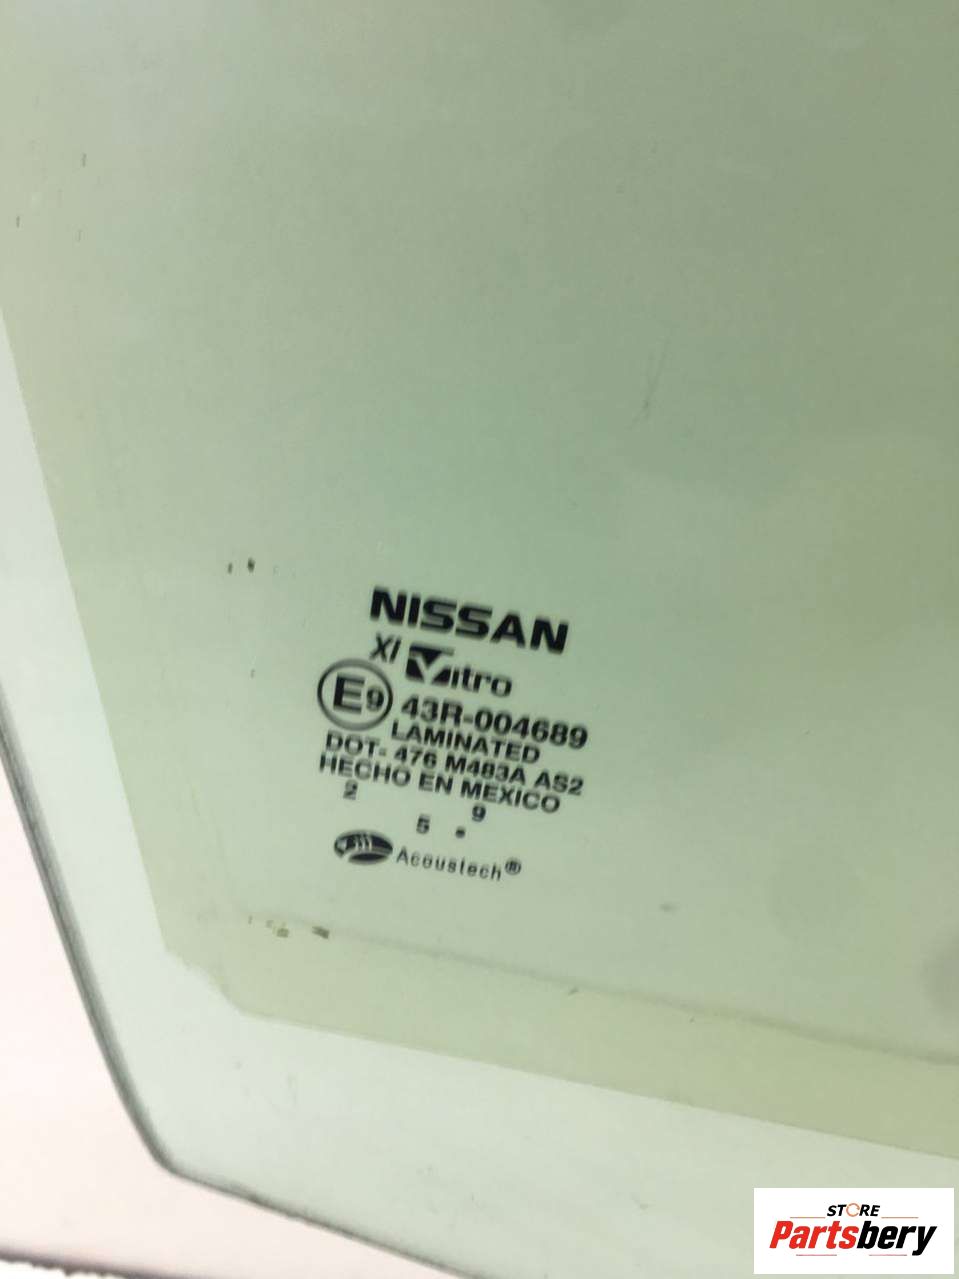 NISSAN
XI Vitro
E9 43R-004689
LAMINATED
DOT- 476 M483A AS2
HECHO EN MEXICO
2 9
5 .
Acoustech®
STORE
Partsbery